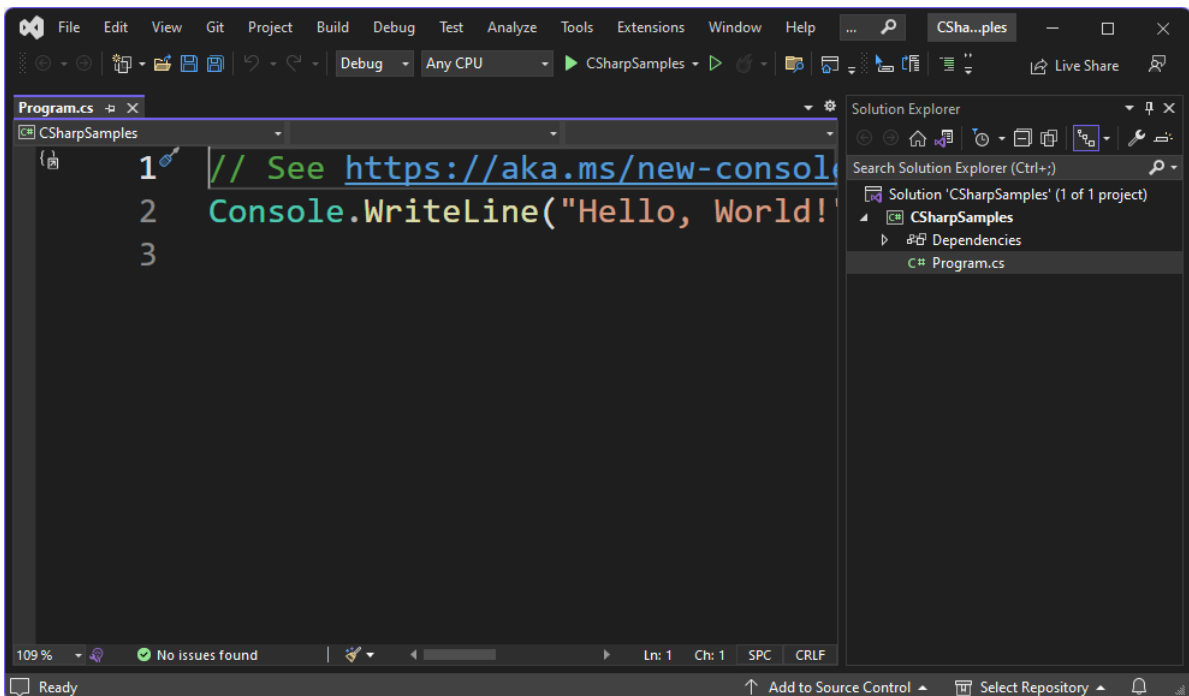 File Edit View Git Project Build Debug Test Analyze Tools Extensions Window Help ... CSha...ples
Debug Any CPU CSharpSamples Live Share
Program.cs
CSharpSamples
1 // See https://aka.ms/new-console
2 Console.WriteLine("Hello, World!"
3
109 % No issues found Ln: 1 Ch: 1 SPC CRLF
Solution Explorer
Search Solution Explorer (Ctrl+;)
Solution 'CSharpSamples' (1 of 1 project)
C# CSharpSamples
Dependencies
C# Program.cs
Ready Add to Source Control Select Repository